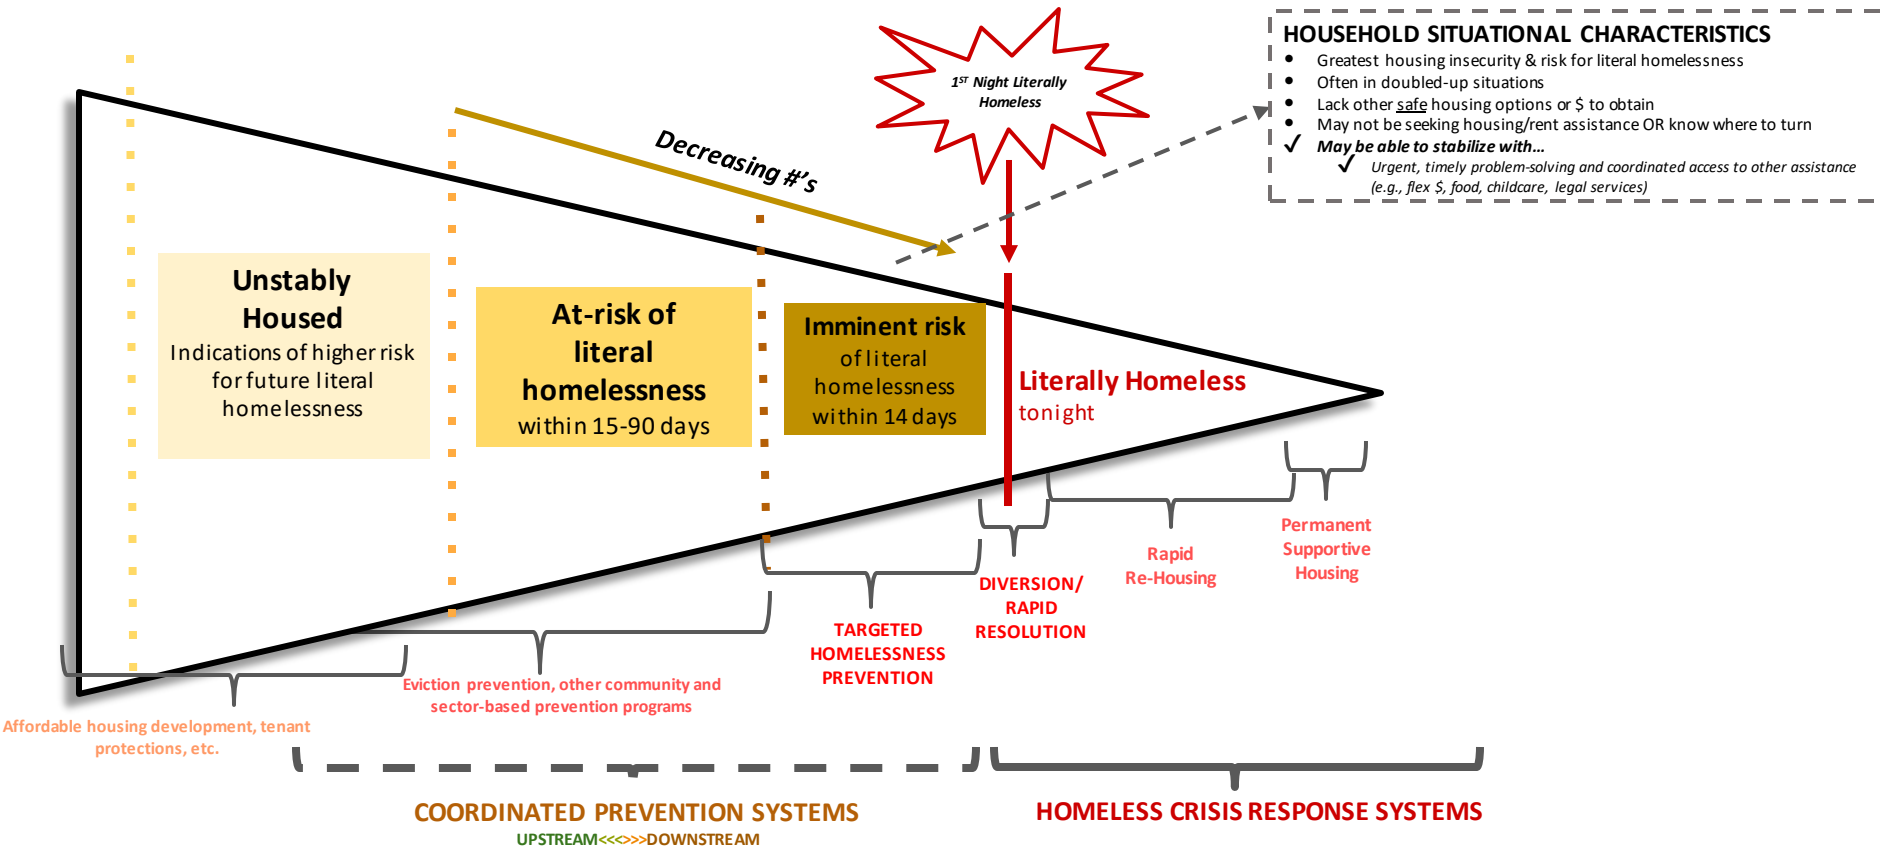 1ST Night Literally
Homeless
HOUSEHOLD SITUATIONAL CHARACTERISTICS
● Greatest housing insecurity & risk for literal homelessness
● Often in doubled-up situations
● Lack other safe housing options or $ to obtain
● May not be seeking housing/rent assistance OR know where to turn
✓ May be able to stabilize with…
✓ Urgent, timely problem-solving and coordinated access to other assistance
(e.g., flex $, food, childcare, legal services)
Decreasing #'s
Unstably
Housed
Indications of higher risk
for future literal
homelessness
At-risk of
literal
homelessness
within 15-90 days
Imminent risk
of literal
homelessness
within 14 days
Literally Homeless
tonight
Affordable housing development, tenant
protections, etc.
Eviction prevention, other community and
sector-based prevention programs
TARGETED
HOMELESSNESS
PREVENTION
DIVERSION/
RAPID
RESOLUTION
Rapid
Re-Housing
Permanent
Supportive
Housing
COORDINATED PREVENTION SYSTEMS
UPSTREAM<<<>>>DOWNSTREAM
HOMELESS CRISIS RESPONSE SYSTEMS